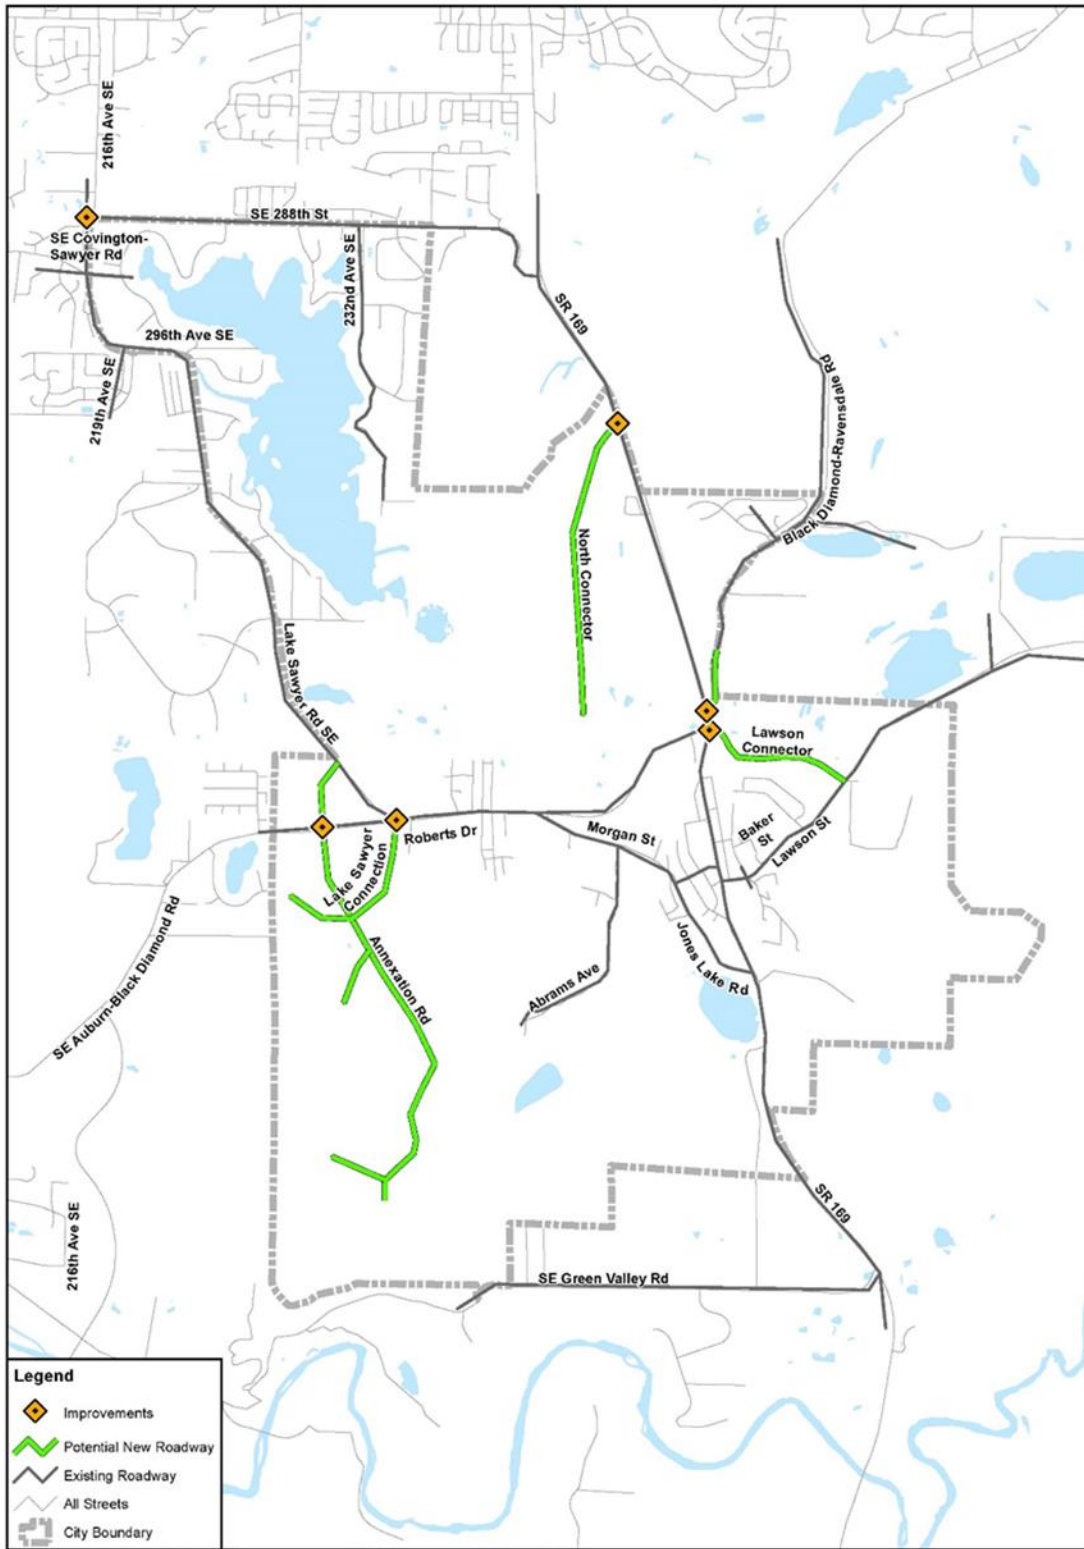 216th Ave SE
SE 288th St
SE Covington-
Sawyer Rd
232nd Ave SE
SR 169
296th Ave SE
219th Ave SE
Black Diamond-Ravensdale Rd
North Connector
Lake Sawyer Rd SE
Lawson
Connector
Baker
St
Lawson St
Morgan St
Roberts Dr
Lake Sawyer
Connection
SE Auburn-Black Diamond Rd
Annexation Rd
Jones Lake Rd
Abrams Ave
SR 169
216th Ave SE
SE Green Valley Rd
Legend
Improvements
Potential New Roadway
Existing Roadway
All Streets
City Boundary